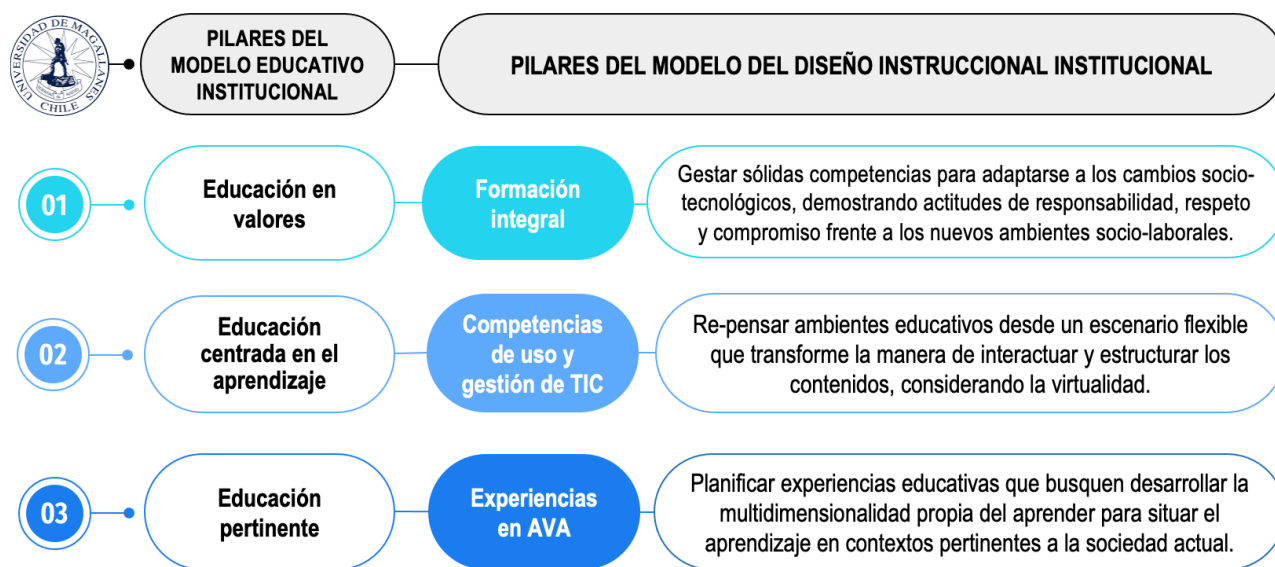 UNIVERSIDAD DE MAGALLANES
CHILE
PILARES DEL
MODELO EDUCATIVO
INSTITUCIONAL
PILARES DEL MODELO DEL DISEÑO INSTRUCCIONAL INSTITUCIONAL
01
Educación en
valores
Formación
integral
Gestar sólidas competencias para adaptarse a los cambios socio-
tecnológicos, demostrando actitudes de responsabilidad, respeto
y compromiso frente a los nuevos ambientes socio-laborales.
02
Educación
centrada en el
aprendizaje
Competencias
de uso y
gestión de TIC
Re-pensar ambientes educativos desde un escenario flexible
que transforme la manera de interactuar y estructurar los
contenidos, considerando la virtualidad.
03
Educación
pertinente
Experiencias
en AVA
Planificar experiencias educativas que busquen desarrollar la
multidimensionalidad propia del aprender para situar el
aprendizaje en contextos pertinentes a la sociedad actual.